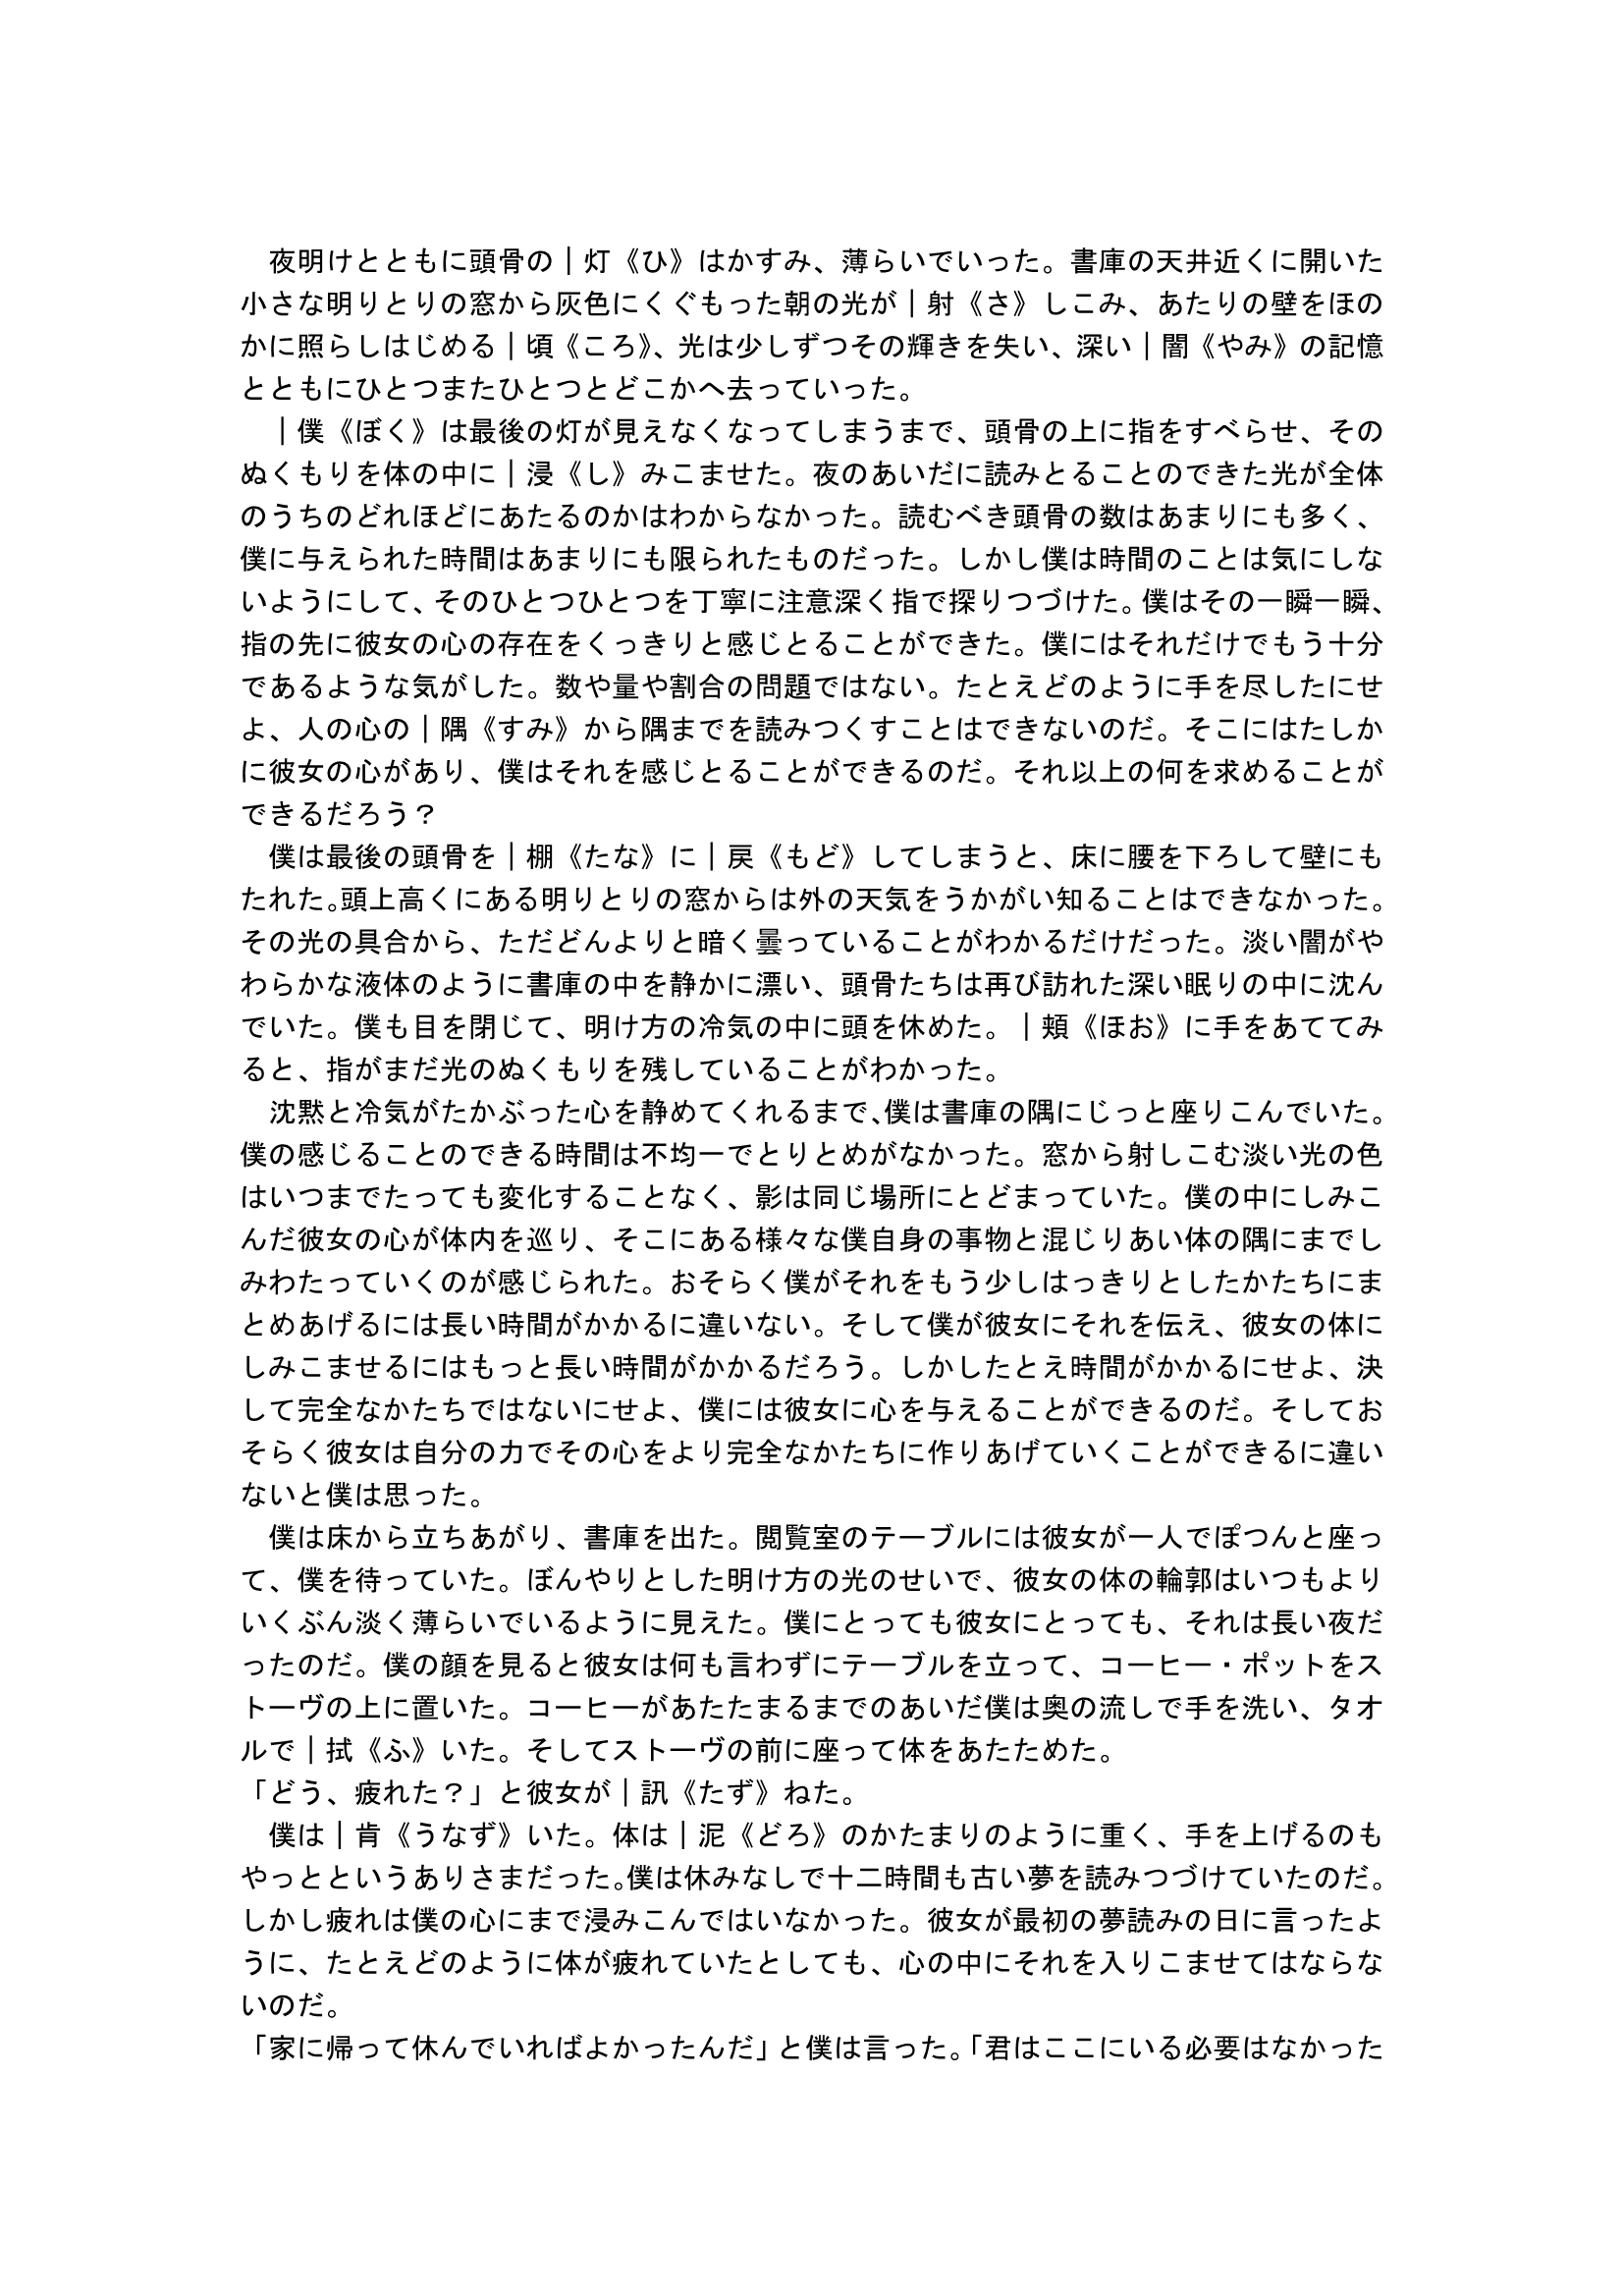 夜明けとともに頭骨の｜灯《ひ》はかすみ、薄らいでいった。書庫の天井近くに開いた
小さな明りとりの窓から灰色にくぐもった朝の光が｜射《さ》しこみ、あたりの壁をほの
かに照らしはじめる｜頃《ころ》、光は少しずつその輝きを失い、深い｜闇《やみ》の記憶
とともにひとつまたひとつとどこかへ去っていった。
　｜僕《ぼく》は最後の灯が見えなくなってしまうまで、頭骨の上に指をすべらせ、その
ぬくもりを体の中に｜浸《し》みこませた。夜のあいだに読みとることのできた光が全体
のうちのどれほどにあたるのかはわからなかった。読むべき頭骨の数はあまりにも多く、
僕に与えられた時間はあまりにも限られたものだった。しかし僕は時間のことは気にしな
いようにして、そのひとつひとつを丁寧に注意深く指で探りつづけた。僕はその一瞬一瞬、
指の先に彼女の心の存在をくっきりと感じとることができた。僕にはそれだけでもう十分
であるような気がした。数や量や割合の問題ではない。たとえどのように手を尽したにせ
よ、人の心の｜隅《すみ》から隅までを読みつくすことはできないのだ。そこにはたしか
に彼女の心があり、僕はそれを感じとることができるのだ。それ以上の何を求めることが
できるだろう？
　僕は最後の頭骨を｜棚《たな》に｜戻《もど》してしまうと、床に腰を下ろして壁にも
たれた。頭上高くにある明りとりの窓からは外の天気をうかがい知ることはできなかった。
その光の具合から、ただどんよりと暗く曇っていることがわかるだけだった。淡い闇がや
わらかな液体のように書庫の中を静かに漂い、頭骨たちは再び訪れた深い眠りの中に沈ん
でいた。僕も目を閉じて、明け方の冷気の中に頭を休めた。｜頬《ほお》に手をあててみ
ると、指がまだ光のぬくもりを残していることがわかった。
　沈黙と冷気がたかぶった心を静めてくれるまで、僕は書庫の隅にじっと座りこんでいた。
僕の感じることのできる時間は不均一でとりとめがなかった。窓から射しこむ淡い光の色
はいつまでたっても変化することなく、影は同じ場所にとどまっていた。僕の中にしみこ
んだ彼女の心が体内を巡り、そこにある様々な僕自身の事物と混じりあい体の隅にまでし
みわたっていくのが感じられた。おそらく僕がそれをもう少しはっきりとしたかたちにま
とめあげるには長い時間がかかるに違いない。そして僕が彼女にそれを伝え、彼女の体に
しみこませるにはもっと長い時間がかかるだろう。しかしたとえ時間がかかるにせよ、決
して完全なかたちではないにせよ、僕には彼女に心を与えることができるのだ。そしてお
そらく彼女は自分の力でその心をより完全なかたちに作りあげていくことができるに違い
ないと僕は思った。
　僕は床から立ちあがり、書庫を出た。閲覧室のテーブルには彼女が一人でぽつんと座っ
て、僕を待っていた。ぼんやりとした明け方の光のせいで、彼女の体の輪郭はいつもより
いくぶん淡く薄らいでいるように見えた。僕にとっても彼女にとっても、それは長い夜だ
ったのだ。僕の顔を見ると彼女は何も言わずにテーブルを立って、コーヒー・ポットをス
トーヴの上に置いた。コーヒーがあたたまるまでのあいだ僕は奥の流しで手を洗い、タオ
ルで｜拭《ふ》いた。そしてストーヴの前に座って体をあたためた。
「どう、疲れた？」と彼女が｜訊《たず》ねた。
　僕は｜肯《うなず》いた。体は｜泥《どろ》のかたまりのように重く、手を上げるのも
やっとというありさまだった。僕は休みなしで十二時間も古い夢を読みつづけていたのだ。
しかし疲れは僕の心にまで浸みこんではいなかった。彼女が最初の夢読みの日に言ったよ
うに、たとえどのように体が疲れていたとしても、心の中にそれを入りこませてはならな
いのだ。
「家に帰って休んでいればよかったんだ」と僕は言った。「君はここにいる必要はなかった